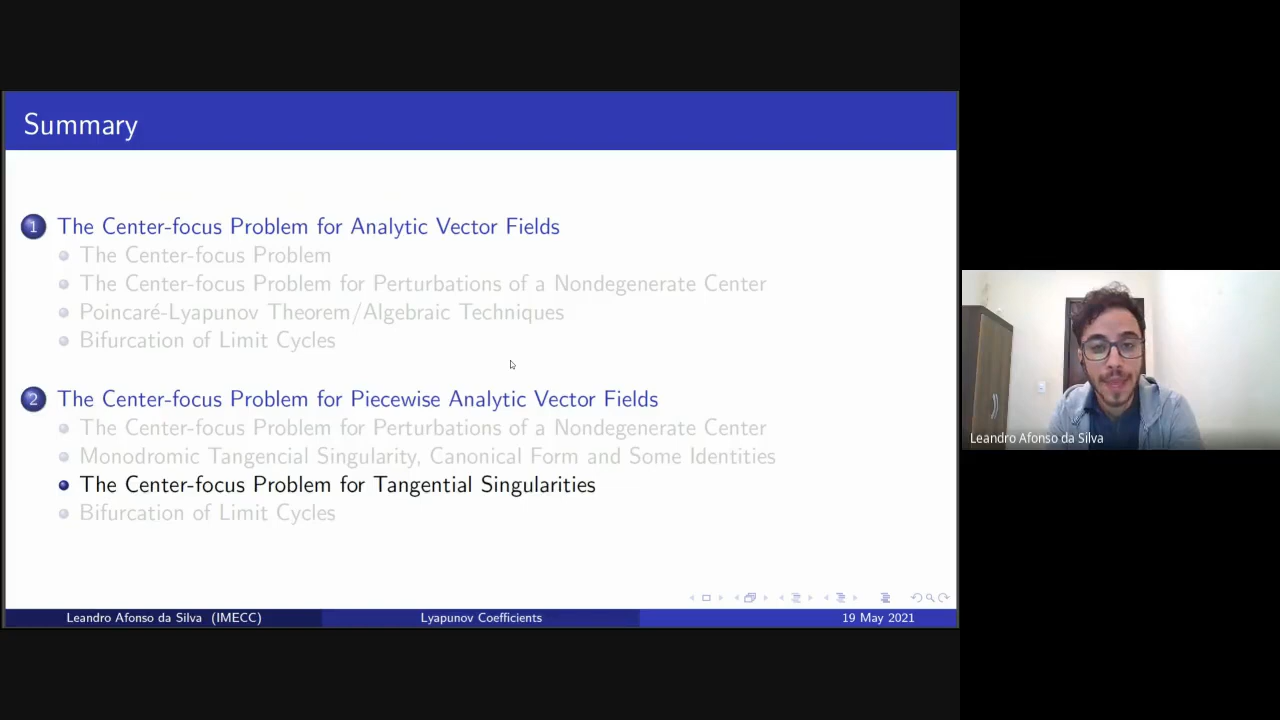 Summary
1 The Center-focus Problem for Analytic Vector Fields
The Center-focus Problem
The Center-focus Problem for Perturbations of a Nondegenerate Center
Poincaré-Lyapunov Theorem/Algebraic Techniques
Bifurcation of Limit Cycles
2 The Center-focus Problem for Piecewise Analytic Vector Fields
The Center-focus Problem for Perturbations of a Nondegenerate Center
Monodromic Tangencial Singularity, Canonical Form and Some Identities
The Center-focus Problem for Tangential Singularities
Bifurcation of Limit Cycles
Leandro Afonso da Silva (IMECC) Lyapunov Coefficients 19 May 2021
Leandro Afonso da Silva